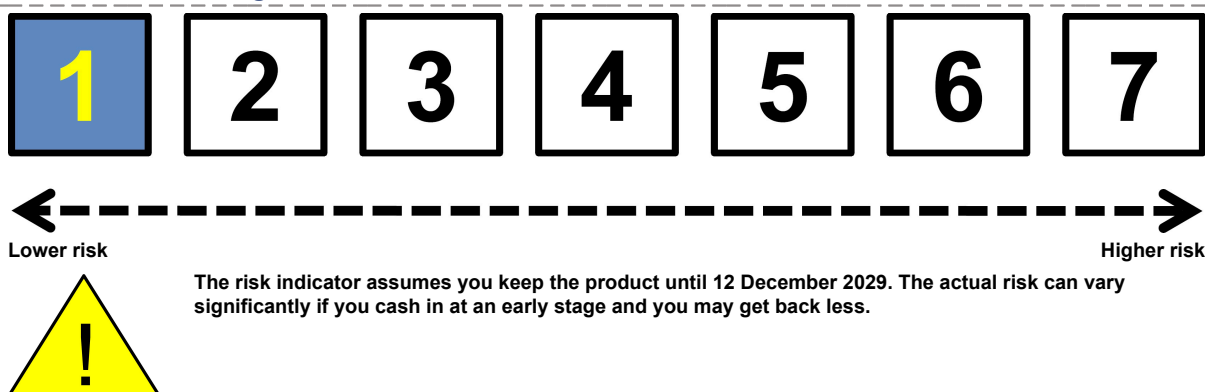 1 2 3 4 5 6 7
Lower risk Higher risk
The risk indicator assumes you keep the product until 12 December 2029. The actual risk can vary
significantly if you cash in at an early stage and you may get back less.
!